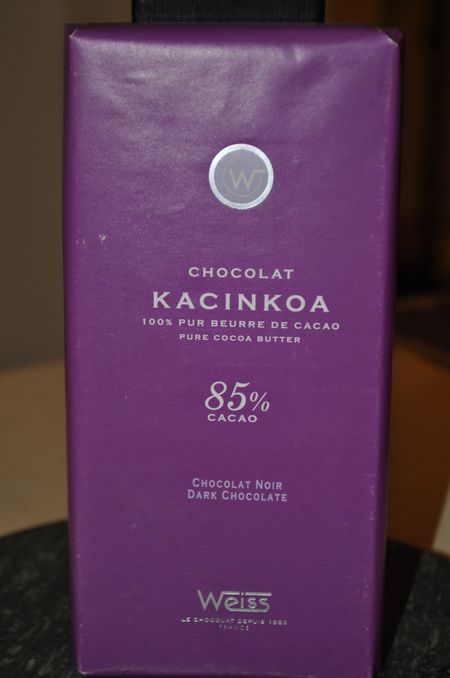 W
CHOCOLAT
KACINKOA
100% PUR BEURRE DE CACAO
PURE COCOA BUTTER
85%
CACAO
CHOCOLAT NOIR
DARK CHOCOLATE
Weiss
LE CHOCOLAT DEPUIS 1882
FRANCE